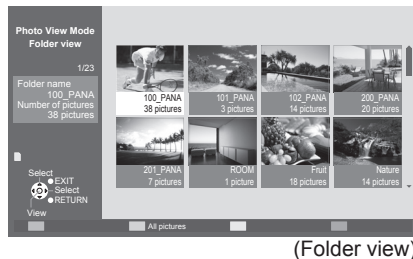 Photo View Mode
Folder view
1/23
Folder name
100_PANA
Number of pictures
38 pictures
Select
EXIT
Select
RETURN
View
100_PANA
38 pictures
101_PANA
3 pictures
102_PANA
14 pictures
200_PANA
20 pictures
201_PANA
7 pictures
ROOM
1 picture
Fruit
18 pictures
Nature
14 pictures
All pictures
(Folder view)